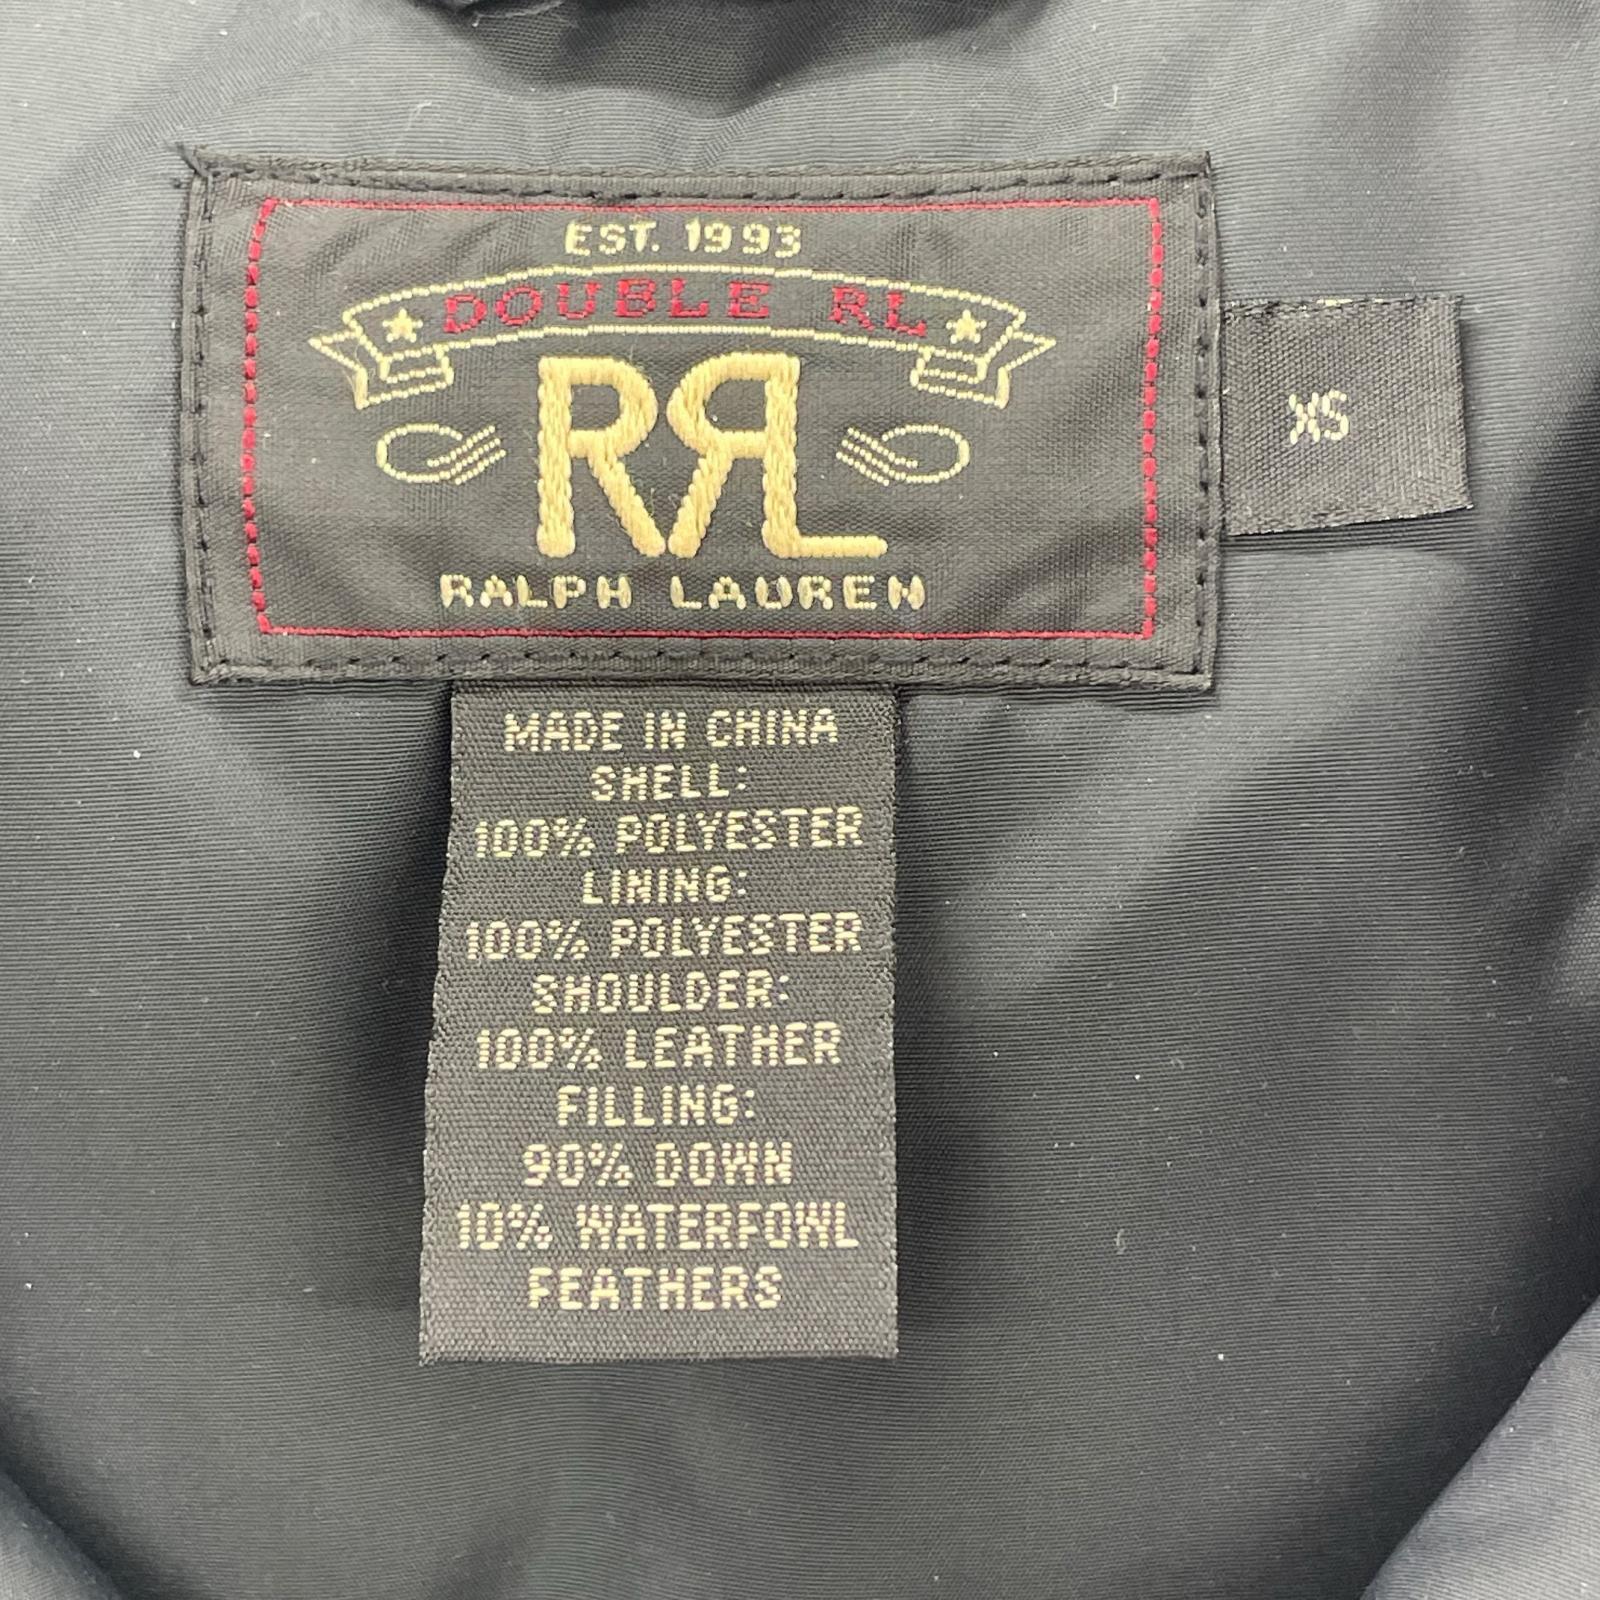 EST. 1993
DOUBLE RL
RRL
RALPH LAUREN
XS
MADE IN CHINA
SHELL:
100% POLYESTER
LINING:
100% POLYESTER
SHOULDER:
100% LEATHER
FILLING:
90% DOWN
10% WATERFOWL
FEATHERS